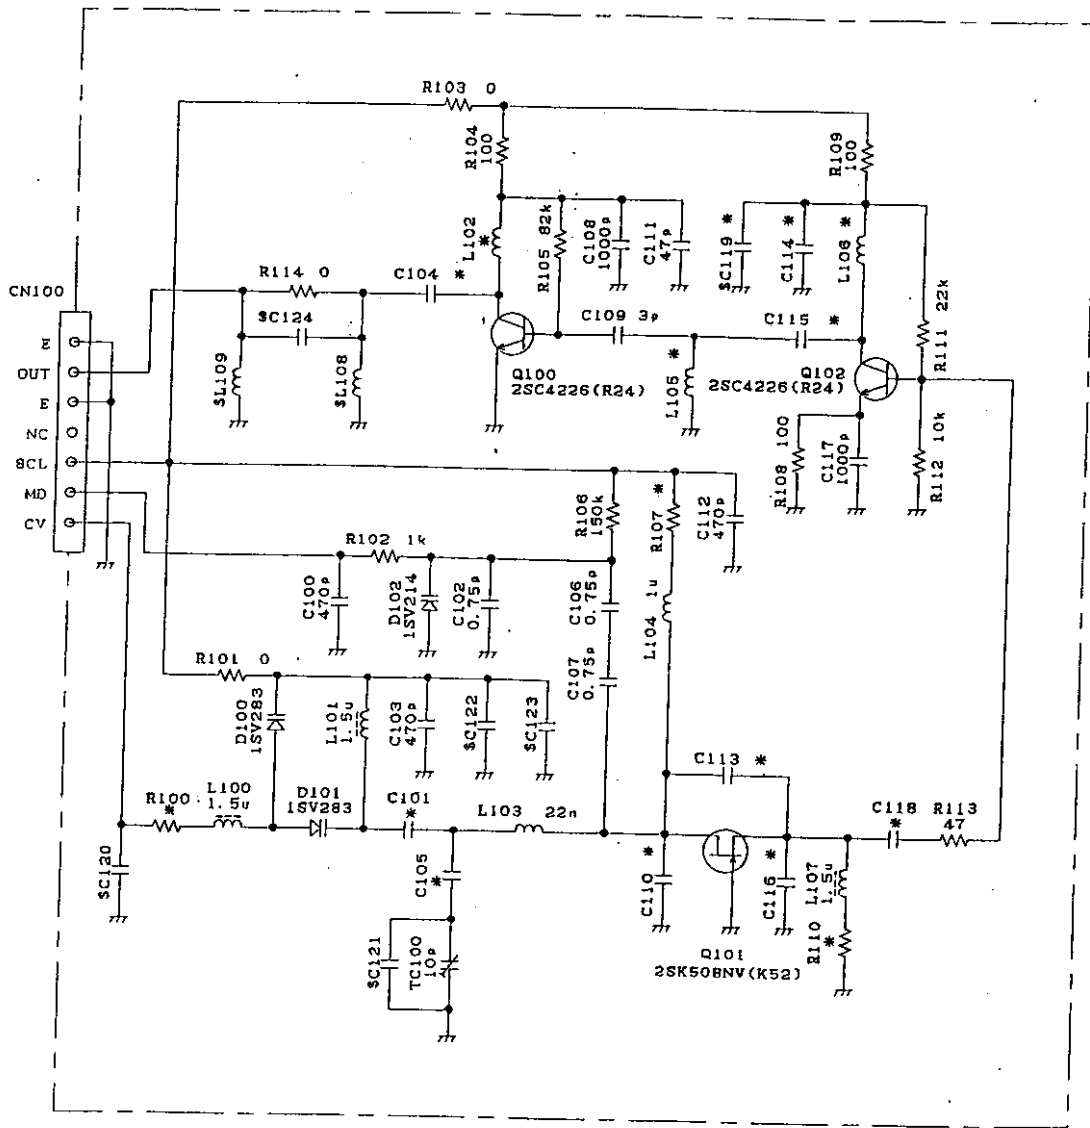 R103 0
R104
100
R109
100
L102
*
R105 82k
C108
1000p
C111
47p
$C119 *
C114 *
L106 *
R111 22k
R114 0
C104 *
CN100
$C124
C109 3p
C115 *
E
OUT
E
NC
8CL
MD
CV
$L109
$L108
Q100
2SC4226(R24)
L105 *
Q102
2SC4226(R24)
R108 100
C117
1000p
R112 10k
R106
150k
R107 *
C112
470p
R102 1k
C100
470p
D102
1SV214
C102
0.75p
C106
0.75p
L104 1u
C107
0.75p
R101 0
D100
1SV283
L101
1.5u
C103
470p
$C122
$C123
C113 *
R100
*
L100
1.5u
D101
1SV283
C101
*
L103 22n
C118
*
R113
47
$C120
C105
*
C110 *
C116 *
L107
1.5u
R110
*
$C121
TC100
10p
Q101
2SK508NV(K52)